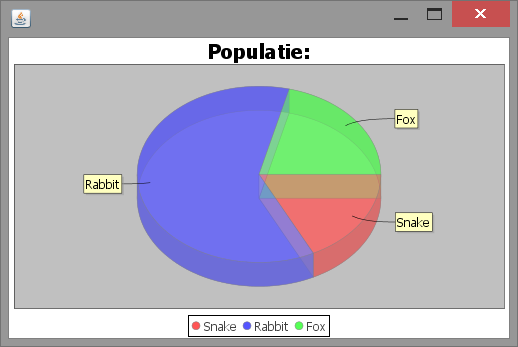 Populatie:
Fox
Rabbit
Snake
Snake Rabbit Fox